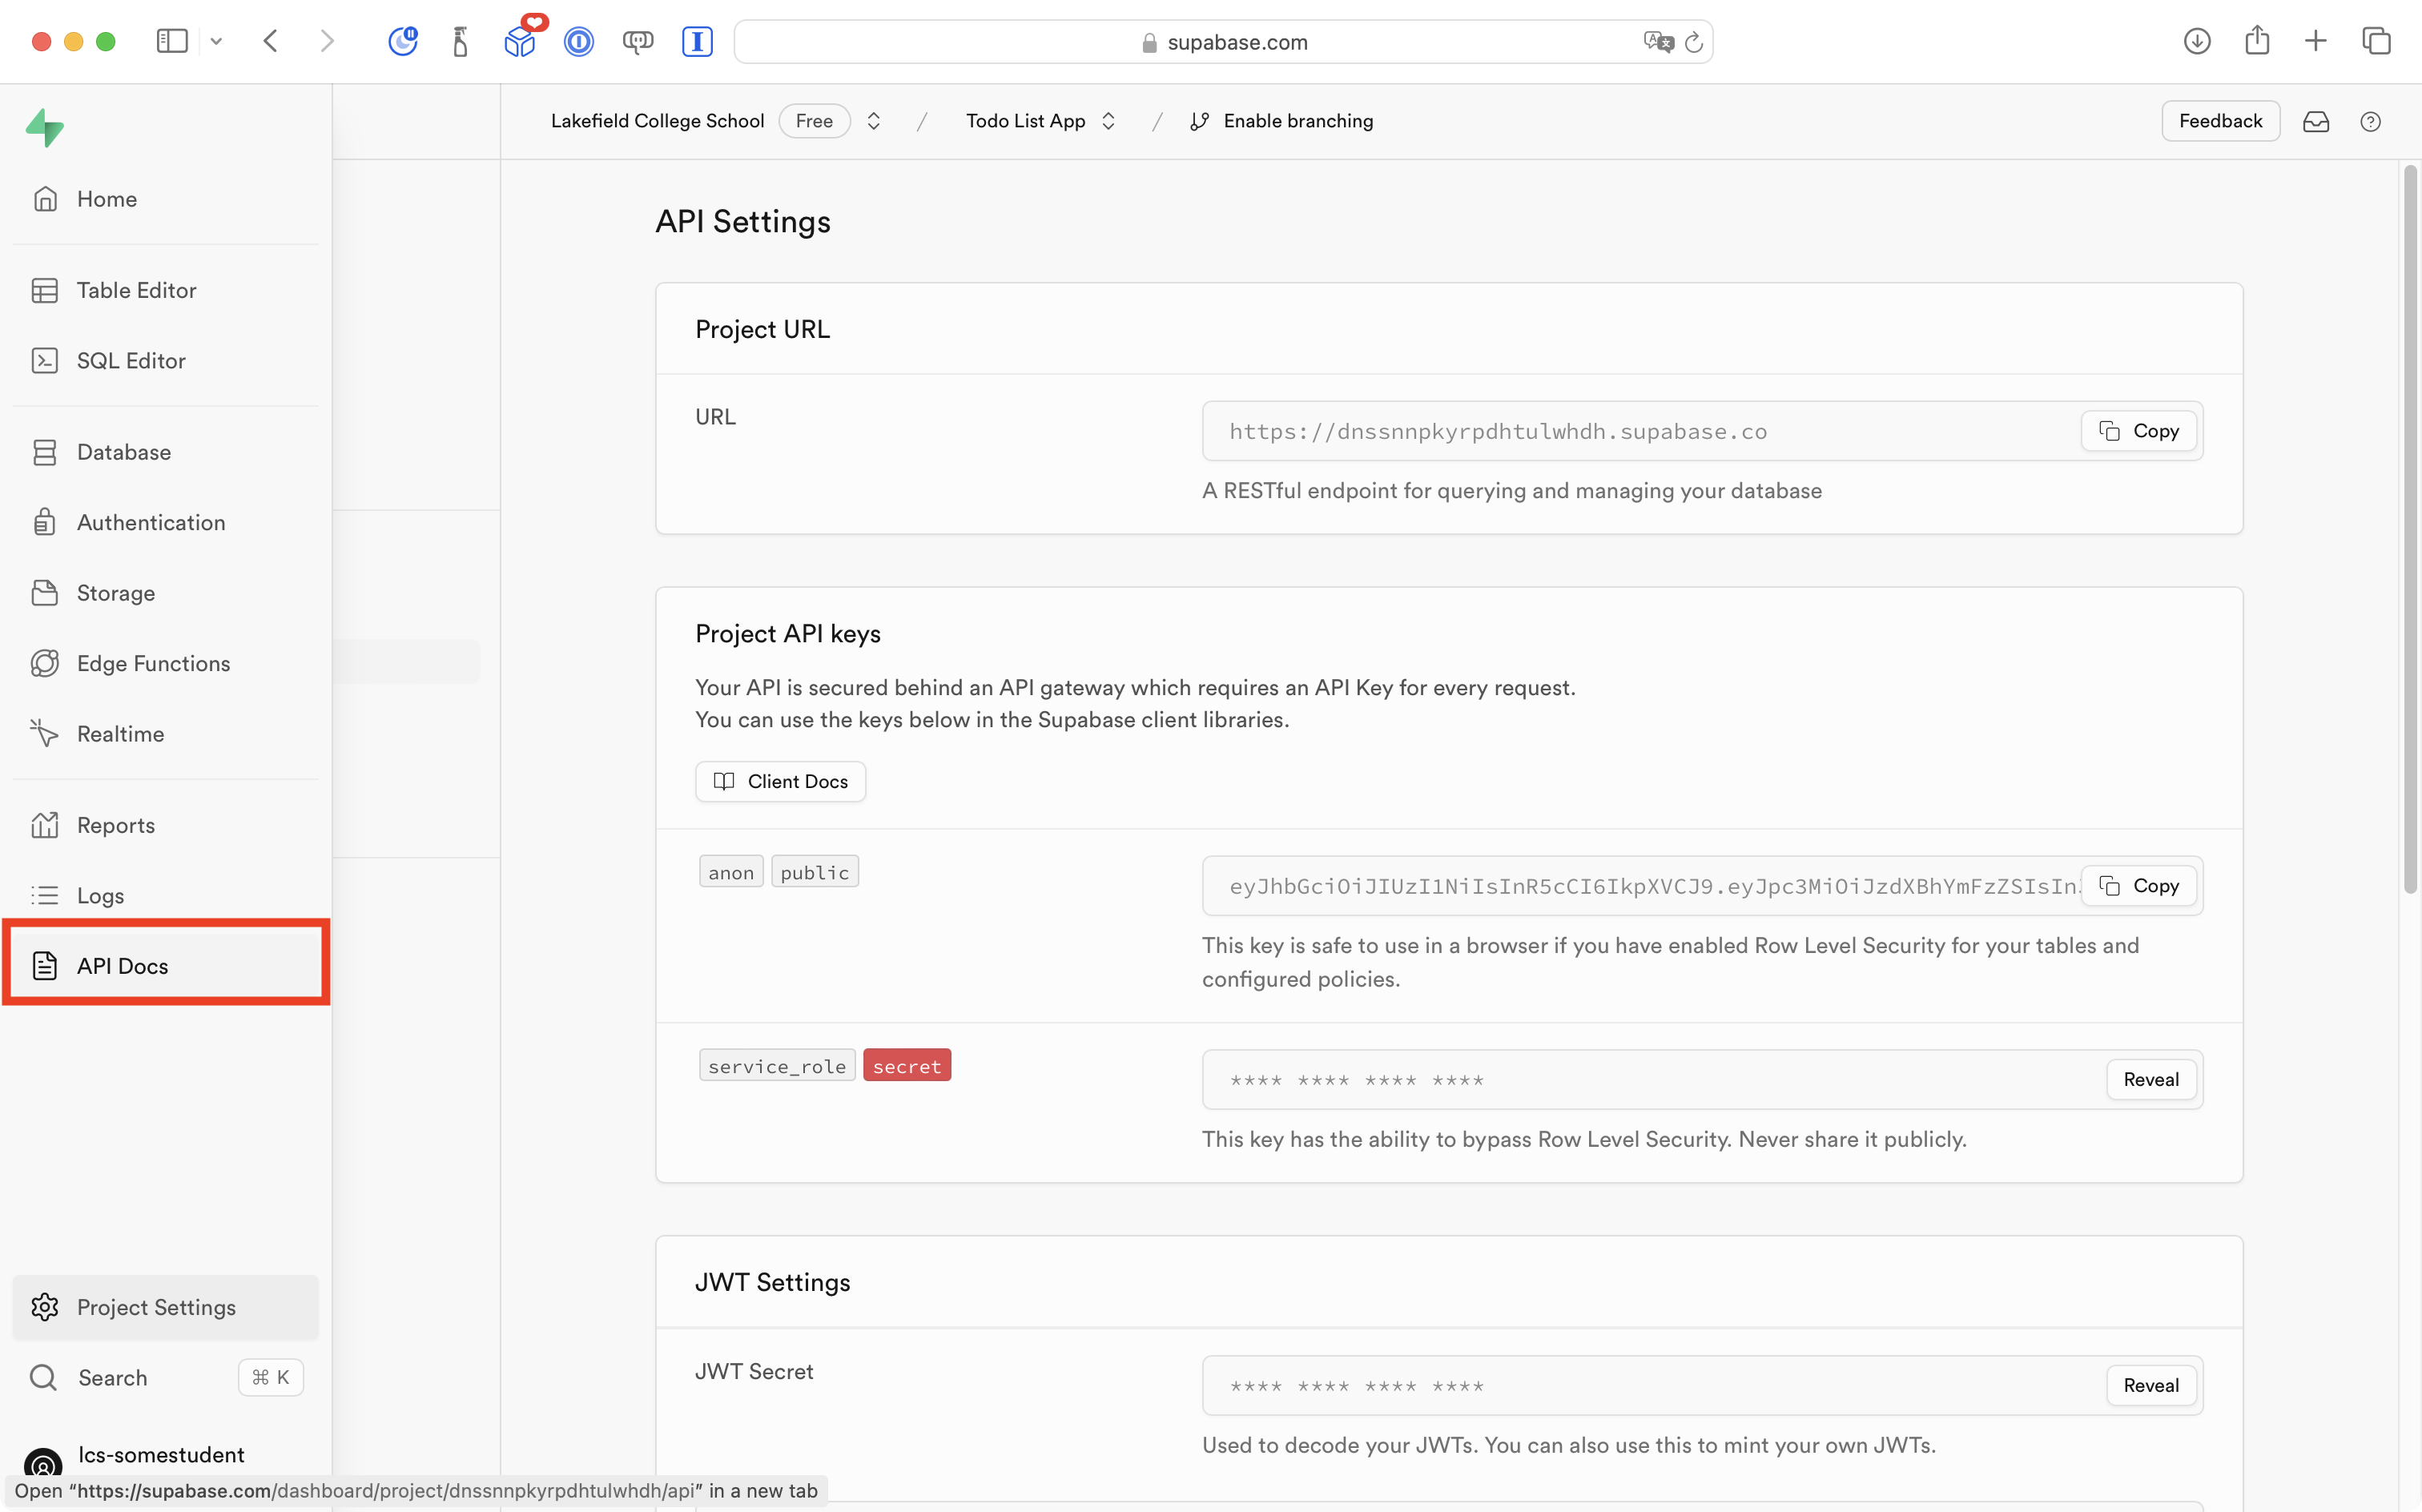 supabase.com
Lakefield College School Free / Todo List App / Enable branching
Feedback
Home
Table Editor
SQL Editor
Database
Authentication
Storage
Edge Functions
Realtime
Reports
Logs
API Docs
Project Settings
Search ⌘ K
lcs-somestudent
Open “https://supabase.com/dashboard/project/dnssnnpkyrpdhtulwhdh/api” in a new tab
API Settings
Project URL
URL
https://dnssnnpkyrpdhtulwhdh.supabase.co
Copy
A RESTful endpoint for querying and managing your database
Project API keys
Your API is secured behind an API gateway which requires an API Key for every request.
You can use the keys below in the Supabase client libraries.
Client Docs
anon public
eyJhbGciOiJIUzI1NiIsInR5cCI6IkpXVCJ9.eyJpc3MiOiJzdXBhYmFzZSIsIn
Copy
This key is safe to use in a browser if you have enabled Row Level Security for your tables and
configured policies.
service_role secret
**** **** **** ****
Reveal
This key has the ability to bypass Row Level Security. Never share it publicly.
JWT Settings
JWT Secret
**** **** **** ****
Reveal
Used to decode your JWTs. You can also use this to mint your own JWTs.